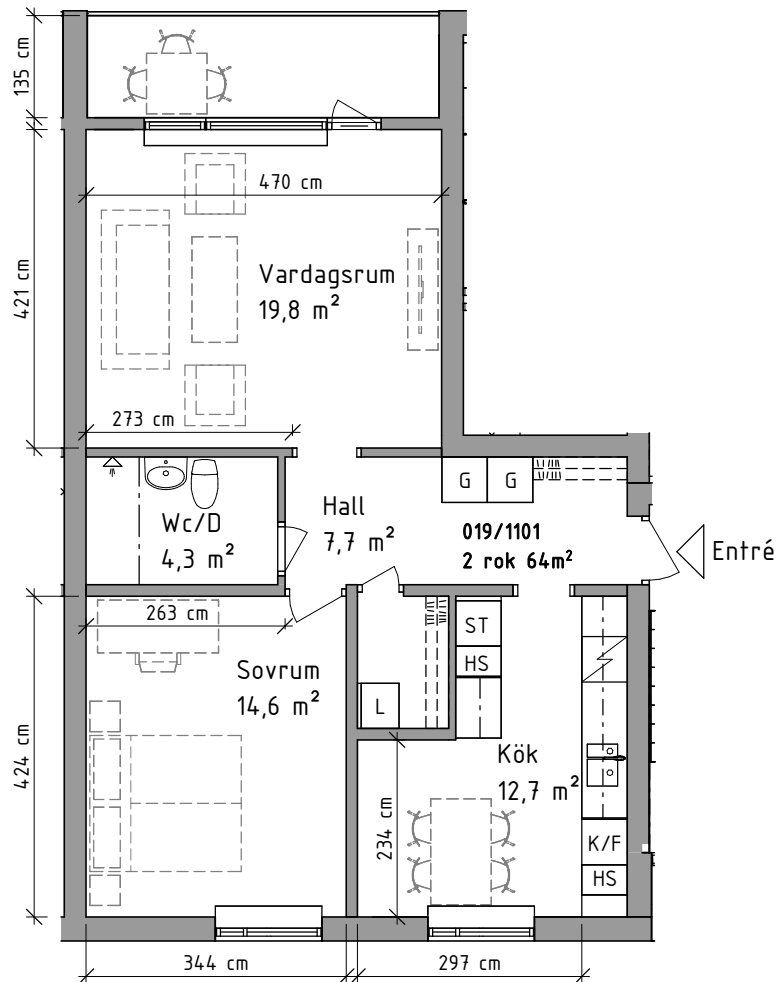 135 cm
470 cm
421 cm
Vardagsrum
19,8 m²
273 cm
G
G
Hall
7,7 m²
Wc/D
4,3 m²
019/1101
2 rok 64m²
Entré
263 cm
ST
HS
Sovrum
14,6 m²
L
424 cm
Kök
12,7 m²
234 cm
K/F
HS
344 cm
297 cm